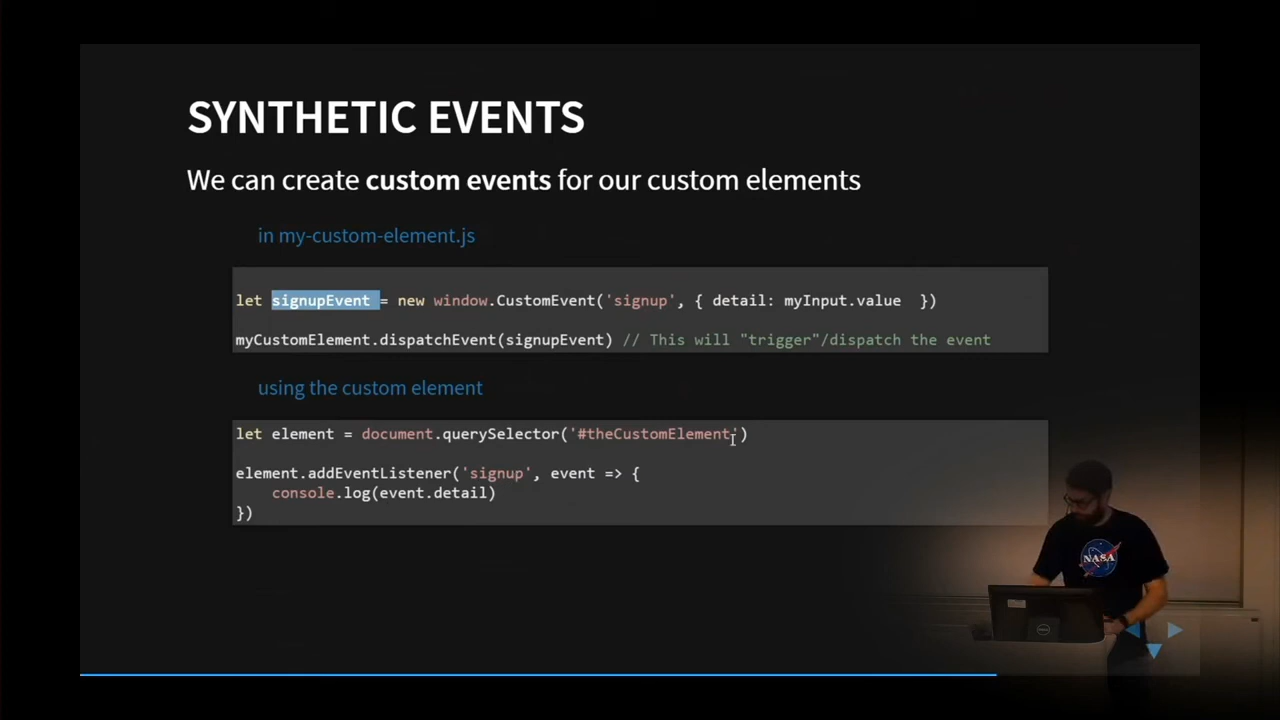 SYNTHETIC EVENTS
We can create custom events for our custom elements
in my-custom-element.js
let signupEvent = new window.CustomEvent('signup', { detail: myInput.value  })
myCustomElement.dispatchEvent(signupEvent) // This will "trigger"/dispatch the event
using the custom element
let element = document.querySelector('#theCustomElement')
element.addEventListener('signup', event => {
    console.log(event.detail)
})
NASA
DELL